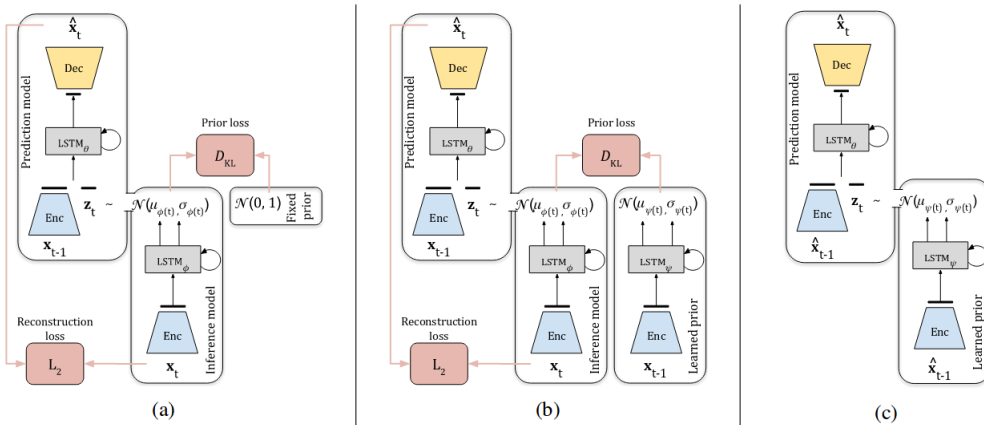 x̂t
Dec
Prediction model
LSTMθ
zt ~ N(μφ(t), σφ(t))
Enc
xt-1
Prior loss
DKL
N(0, 1)
Fixed prior
LSTMφ
Enc
Inference model
xt
Reconstruction
loss
L2
(a)
x̂t
Dec
Prediction model
LSTMθ
zt ~ N(μφ(t), σφ(t))
Enc
xt-1
Prior loss
DKL
N(μψ(t), σψ(t))
LSTMφ
Enc
Inference model
xt
LSTMψ
Enc
Learned prior
xt-1
Reconstruction
loss
L2
(b)
x̂t
Dec
Prediction model
LSTMθ
zt ~ N(μψ(t), σψ(t))
Enc
x̂t-1
LSTMψ
Enc
Learned prior
x̂t-1
(c)